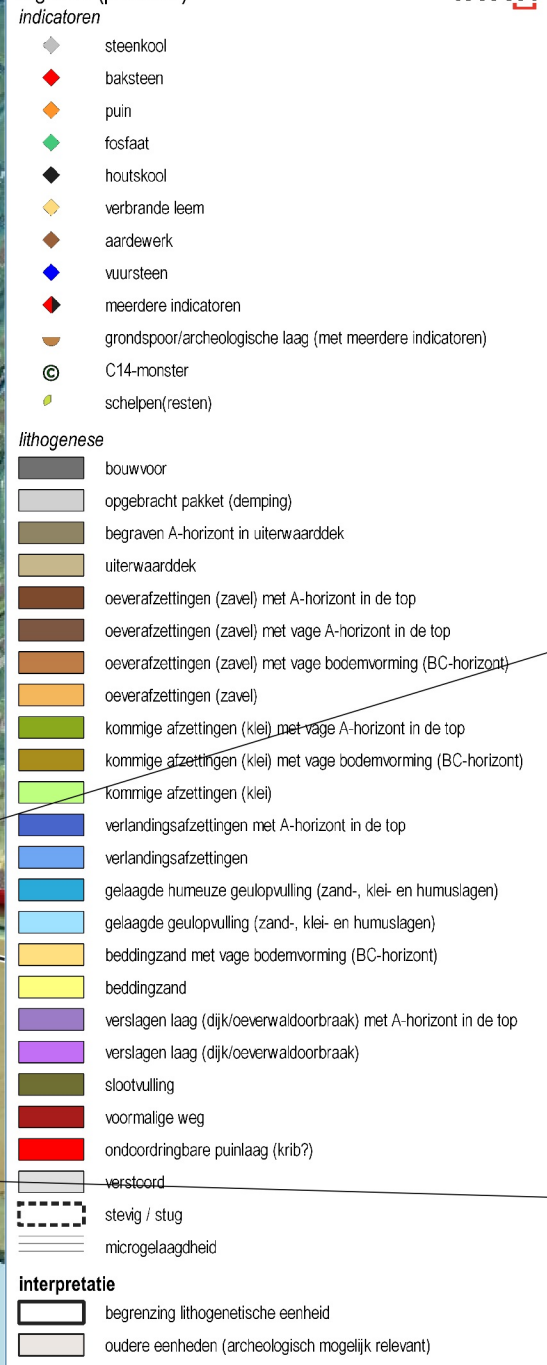 indicatoren
steenkool
baksteen
puin
fosfaat
houtskool
verbrande leem
aardewerk
vuursteen
meerdere indicatoren
grondspoor/archeologische laag (met meerdere indicatoren)
© C14-monster
schelpen(resten)
lithogenese
bouwvoor
opgebracht pakket (demping)
begraven A-horizont in uiterwaarddek
uiterwaarddek
oeverafzettingen (zavel) met A-horizont in de top
oeverafzettingen (zavel) met vage A-horizont in de top
oeverafzettingen (zavel) met vage bodemvorming (BC-horizont)
oeverafzettingen (zavel)
kommige afzettingen (klei) met vage A-horizont in de top
kommige afzettingen (klei) met vage bodemvorming (BC-horizont)
kommige afzettingen (klei)
verlandingsafzettingen met A-horizont in de top
verlandingsafzettingen
gelaagde humeuze geulopvulling (zand-, klei- en humuslagen)
gelaagde geulopvulling (zand-, klei- en humuslagen)
beddingzand met vage bodemvorming (BC-horizont)
beddingzand
verslagen laag (dijk/oeverwaldoorbraak) met A-horizont in de top
verslagen laag (dijk/oeverwaldoorbraak)
slootvulling
voormalige weg
ondoordringbare puinlaag (krib?)
verstoord
stevig / stug
microgelaagdheid
interpretatie
begrenzing lithogenetische eenheid
oudere eenheden (archeologisch mogelijk relevant)